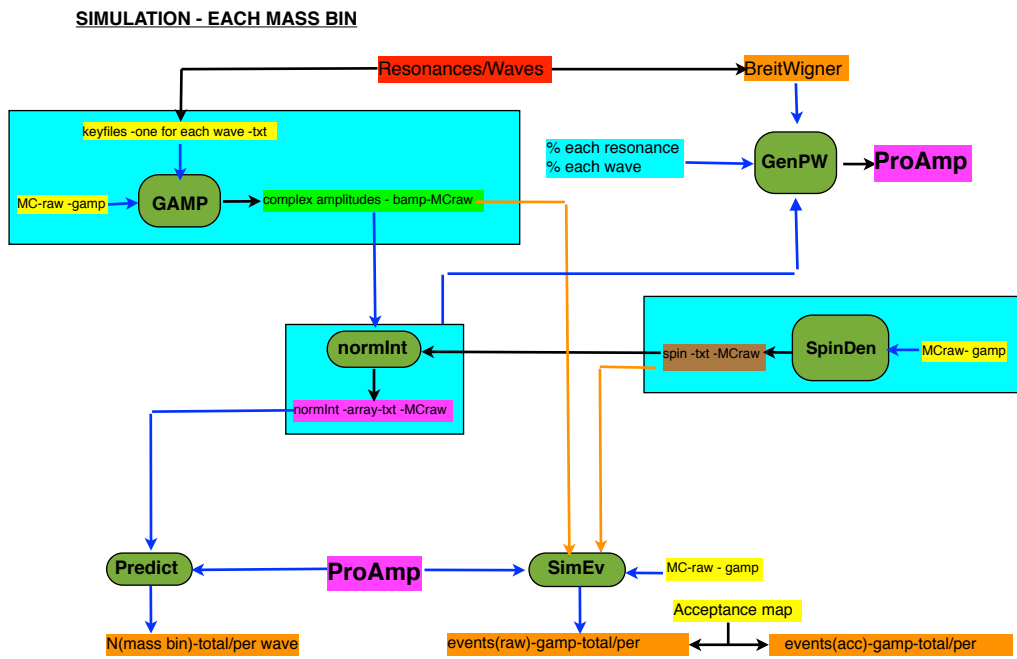 SIMULATION - EACH MASS BIN
Resonances/Waves
BreitWigner
keyfiles -one for each wave -txt
% each resonance
% each wave
GenPW
ProAmp
MC-raw -gamp
GAMP
complex amplitudes - bamp-MCraw
normInt
spin -txt -MCraw
SpinDen
MCraw- gamp
normInt -array-txt -MCraw
Predict
ProAmp
SimEv
MC-raw - gamp
Acceptance map
N(mass bin)-total/per wave
events(raw)-gamp-total/per
events(acc)-gamp-total/per